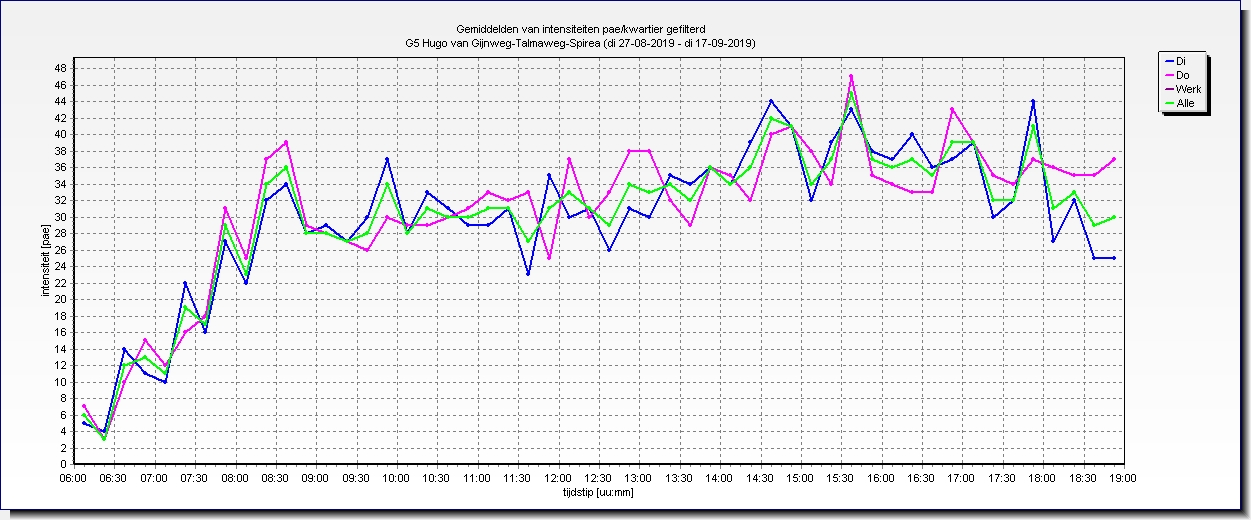 Gemiddelden van intensiteiten pae/kwartier gefilterd
G5 Hugo van Gijnweg-Talmaweg-Spirea (di 27-08-2019 - di 17-09-2019)
Di
Do
Werk
Alle
intensiteit [pae]
48
46
44
42
40
38
36
34
32
30
28
26
24
22
20
18
16
14
12
10
8
6
4
2
0
06:00 06:30 07:00 07:30 08:00 08:30 09:00 09:30 10:00 10:30 11:00 11:30 12:00 12:30 13:00 13:30 14:00 14:30 15:00 15:30 16:00 16:30 17:00 17:30 18:00 18:30 19:00
tijdstip [uu:mm]